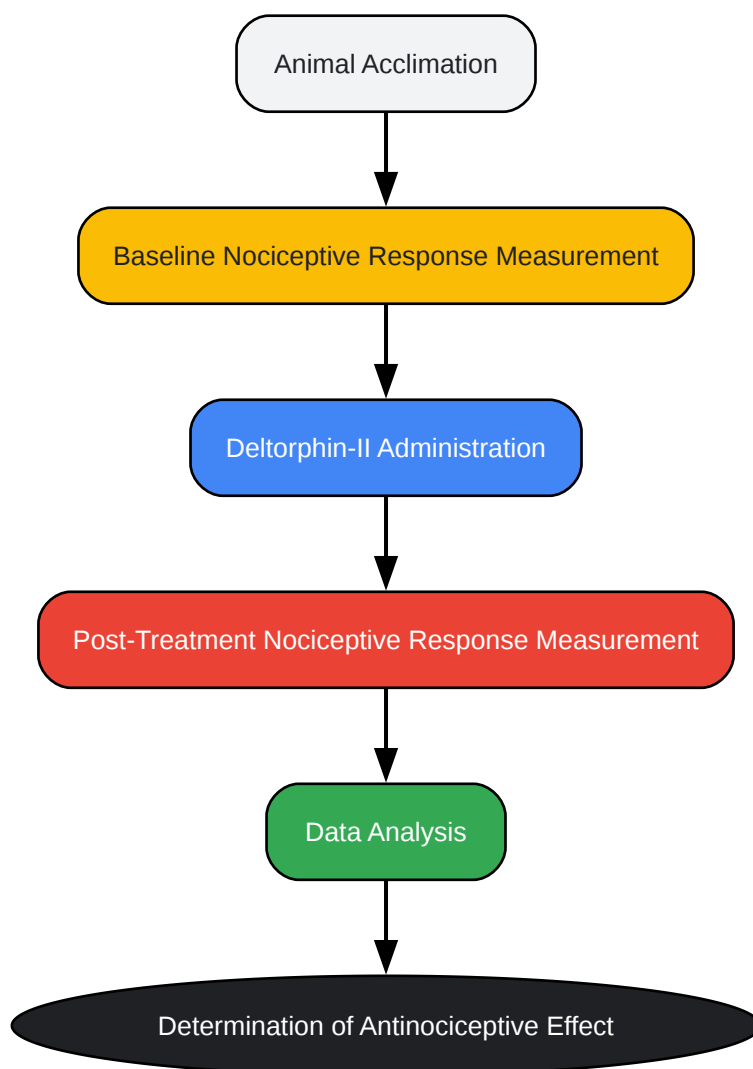 Animal Acclimation
Baseline Nociceptive Response Measurement
Deltorphin-II Administration
Post-Treatment Nociceptive Response Measurement
Data Analysis
Determination of Antinociceptive Effect